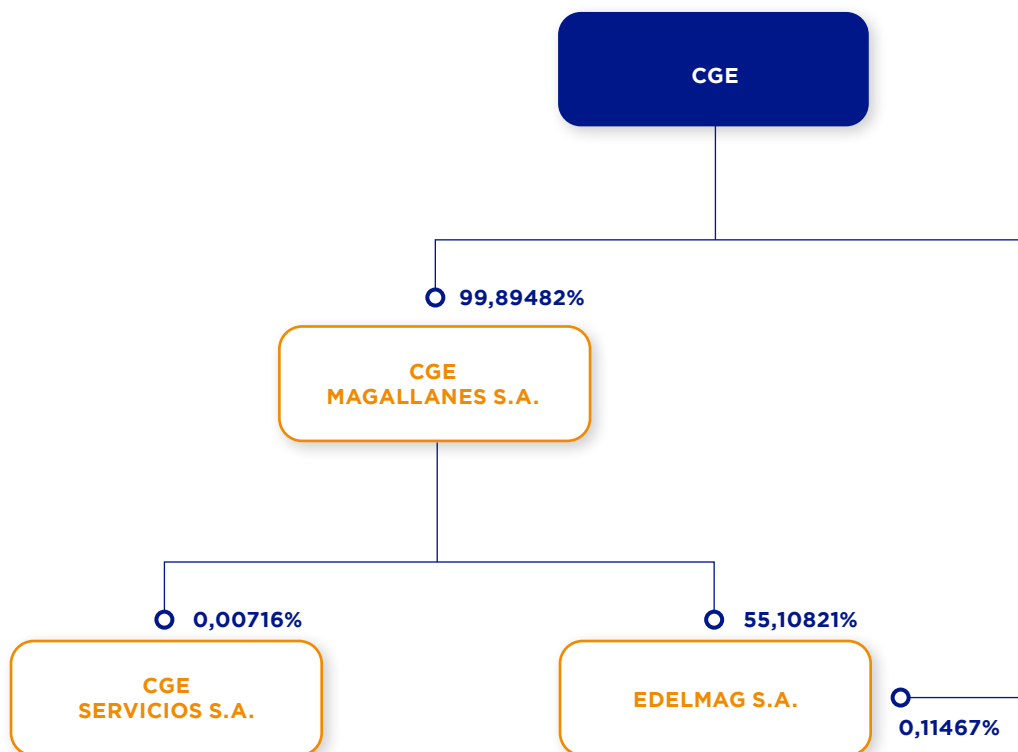 CGE
99,89482%
CGE
MAGALLANES S.A.
0,00716%
55,10821%
CGE
SERVICIOS S.A.
EDELMAG S.A.
0,11467%